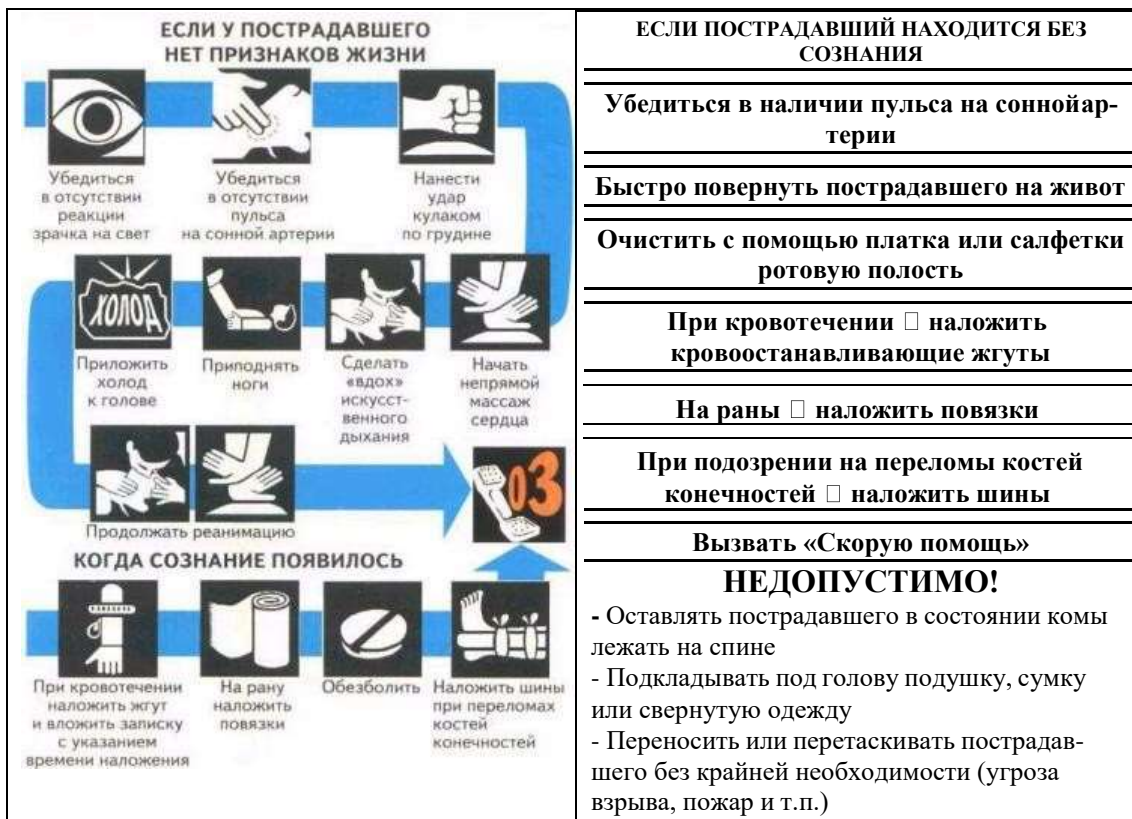 ЕСЛИ У ПОСТРАДАВШЕГО
НЕТ ПРИЗНАКОВ ЖИЗНИ
Убедиться
в отсутствии
реакции
зрачка на свет
Убедиться
в отсутствии
пульса
на сонной артерии
Нанести
удар
кулаком
по грудине
ХОЛОД
Приложить
холод
к голове
Приподнять
ноги
Сделать
«вдох»
искусст-
венного
дыхания
Начать
непрямой
массаж
сердца
03
Продолжать реанимацию
КОГДА СОЗНАНИЕ ПОЯВИЛОСЬ
При кровотечении
наложить жгут
и вложить записку
с указанием
времени наложения
На рану
наложить
повязки
Обезболить
Наложить шины
при переломах
костей
конечностей
ЕСЛИ ПОСТРАДАВШИЙ НАХОДИТСЯ БЕЗ
СОЗНАНИЯ
Убедиться в наличии пульса на соннойар-
терии
Быстро повернуть пострадавшего на живот
Очистить с помощью платка или салфетки
ротовую полость
При кровотечении □ наложить
кровоостанавливающие жгуты
На раны □ наложить повязки
При подозрении на переломы костей
конечностей □ наложить шины
Вызвать «Скорую помощь»
НЕДОПУСТИМО!
- Оставлять пострадавшего в состоянии комы
лежать на спине
- Подкладывать под голову подушку, сумку
или свернутую одежду
- Переносить или перетаскивать пострадав-
шего без крайней необходимости (угроза
взрыва, пожар и т.п.)